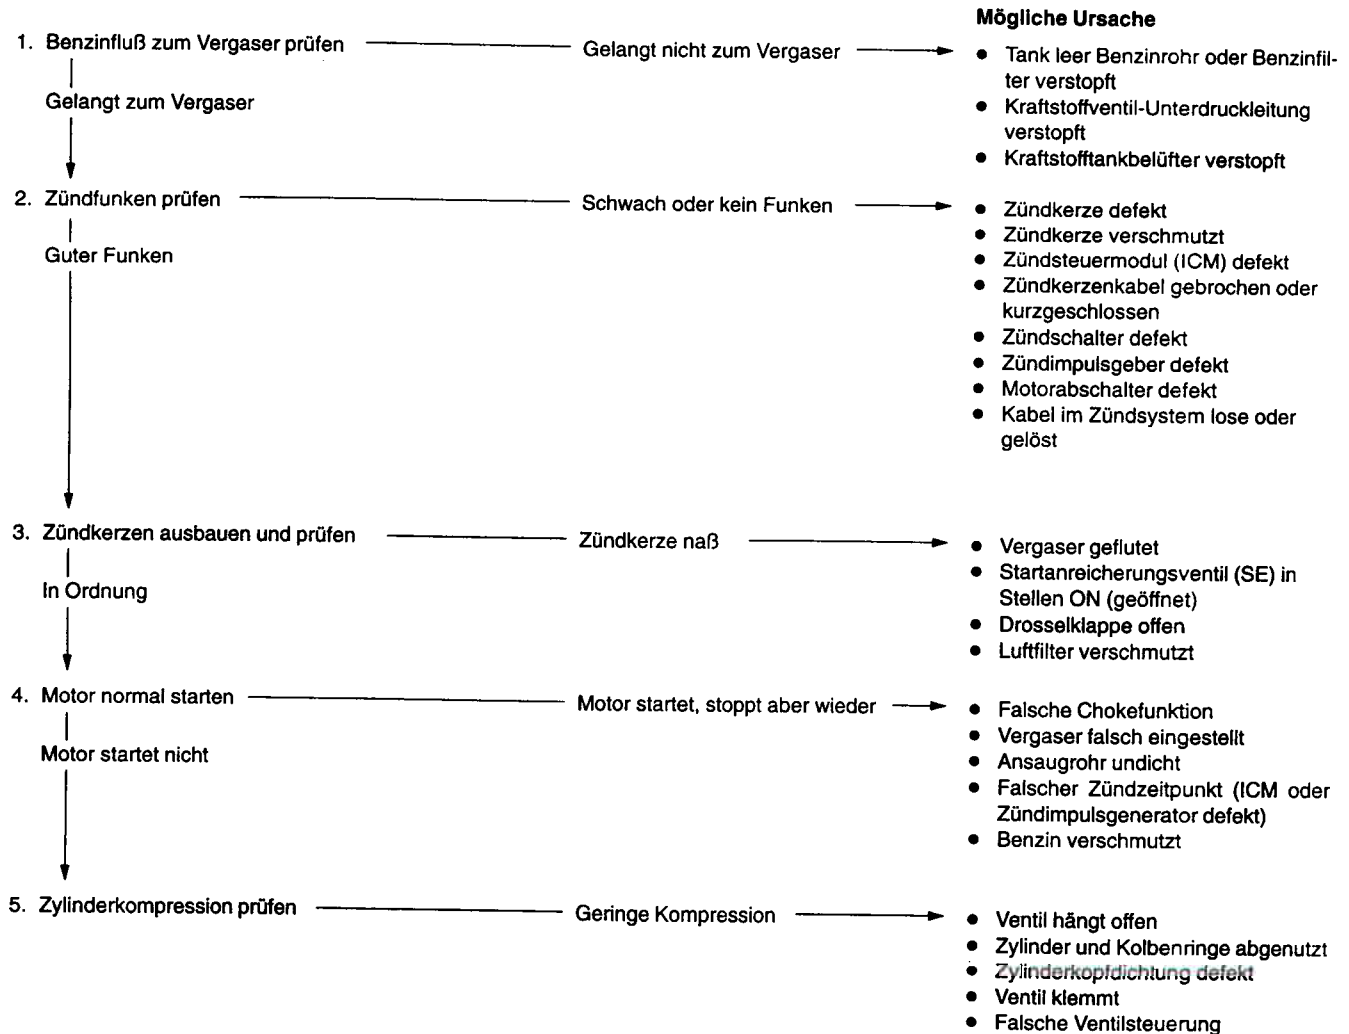 Mögliche Ursache
1. Benzinfluß zum Vergaser prüfen
Gelangt nicht zum Vergaser
● Tank leer Benzinrohr oder Benzinfil-
ter verstopft
● Kraftstoffventil-Unterdruckleitung
verstopft
● Kraftstofftankbelüfter verstopft
Gelangt zum Vergaser
2. Zündfunken prüfen
Schwach oder kein Funken
● Zündkerze defekt
● Zündkerze verschmutzt
● Zündsteuermodul (ICM) defekt
● Zündkerzenkabel gebrochen oder
kurzgeschlossen
● Zündschalter defekt
● Zündimpulsgeber defekt
● Motorabschalter defekt
● Kabel im Zündsystem lose oder
gelöst
Guter Funken
3. Zündkerzen ausbauen und prüfen
Zündkerze naß
● Vergaser geflutet
● Startanreicherungsventil (SE) in
Stellen ON (geöffnet)
● Drosselklappe offen
● Luftfilter verschmutzt
In Ordnung
4. Motor normal starten
Motor startet, stoppt aber wieder
● Falsche Chokefunktion
● Vergaser falsch eingestellt
● Ansaugrohr undicht
● Falscher Zündzeitpunkt (ICM oder
Zündimpulsgenerator defekt)
● Benzin verschmutzt
Motor startet nicht
5. Zylinderkompression prüfen
Geringe Kompression
● Ventil hängt offen
● Zylinder und Kolbenringe abgenutzt
● Zylinderkopfdichtung defekt
● Ventil klemmt
● Falsche Ventilsteuerung